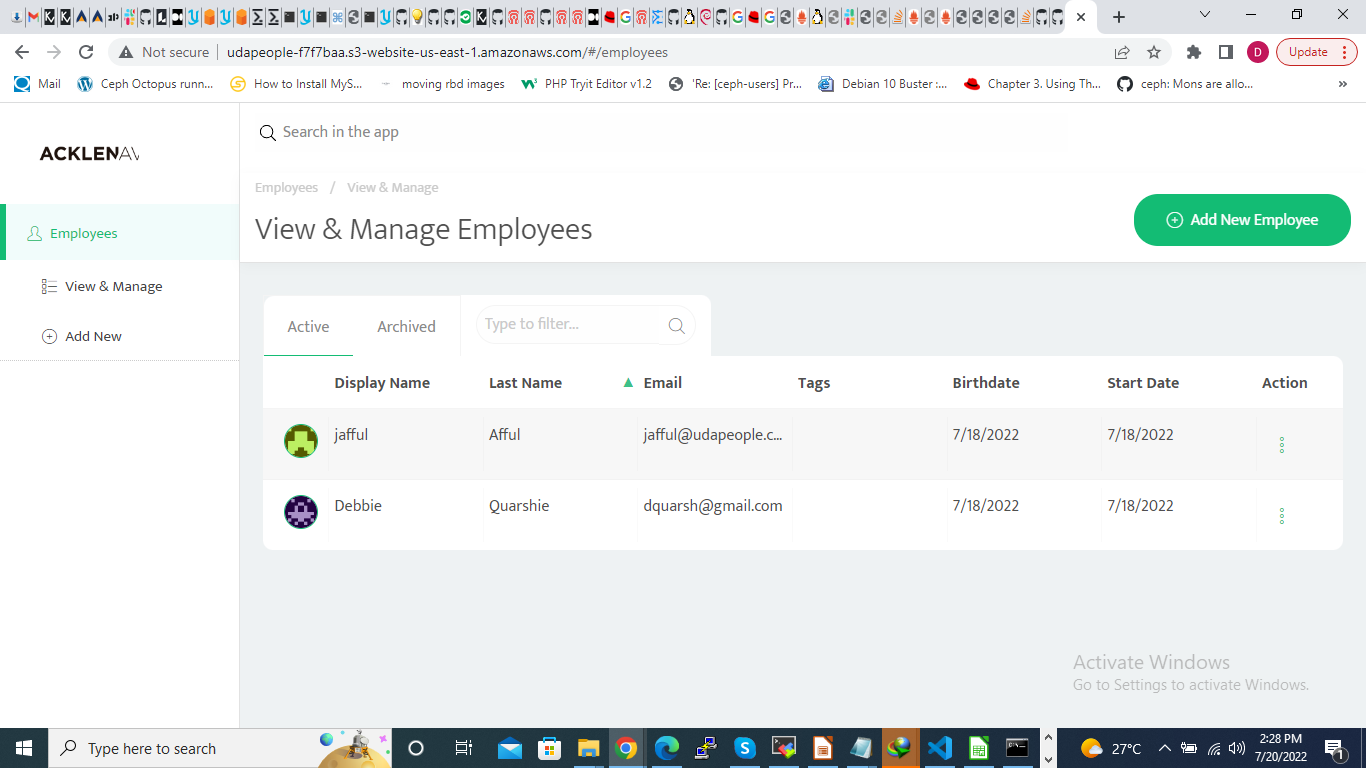 Not secure udapeople-f7f7baa.s3-website-us-east-1.amazonaws.com/#/employees
D
Update
Mail
Ceph Octopus runn...
How to Install MyS...
moving rbd images
PHP Tryit Editor v1.2
'Re: [ceph-users] Pr...
Debian 10 Buster :...
Chapter 3. Using Th...
ceph: Mons are allo...
»
ACKLENAV
Search in the app
Employees / View & Manage
View & Manage Employees
Add New Employee
Employees
View & Manage
Add New
Active
Archived
Type to filter...
Display Name Last Name ▲ Email Tags Birthdate Start Date Action
jafful Afful jafful@udapeople.c... 7/18/2022 7/18/2022
Debbie Quarshie dquarsh@gmail.com 7/18/2022 7/18/2022
Activate Windows
Go to Settings to activate Windows.
Type here to search
27°C
2:28 PM
7/20/2022
1